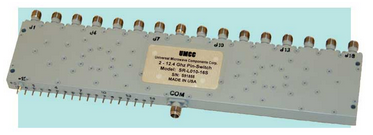 J1
J4
J7
J10
J13
J16
UMCC
Universal Microwave Components Corp.
2 - 12.4 Ghz Pin-Switch
Model: SR-L010-16S
S/N:
MADE IN USA
COM